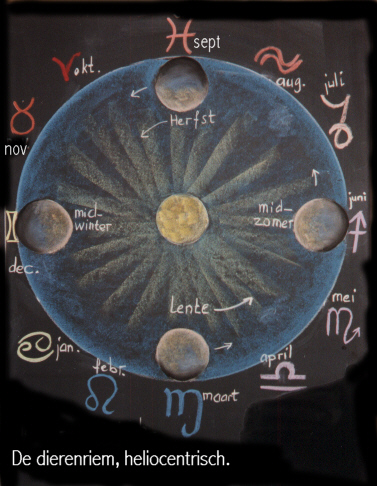 sept
okt.
aug.
juli
Herfst
nov
mid-
winter
mid-
zomer
juni
dec.
Lente
mei
jan.
febr.
april
maart
De dierenriem, heliocentrisch.